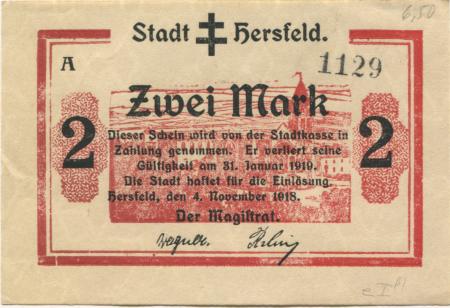 6,50
Stadt Hersfeld.
A
1129
Zwei Mark
2 2
Dieser Schein wird von der Stadtkasse in
Zahlung genommen. Er verliert seine
Gültigkeit am 31. Januar 1919.
Die Stadt haftet für die Einlösung.
Hersfeld, den 4. November 1918.
Der Magistrat.